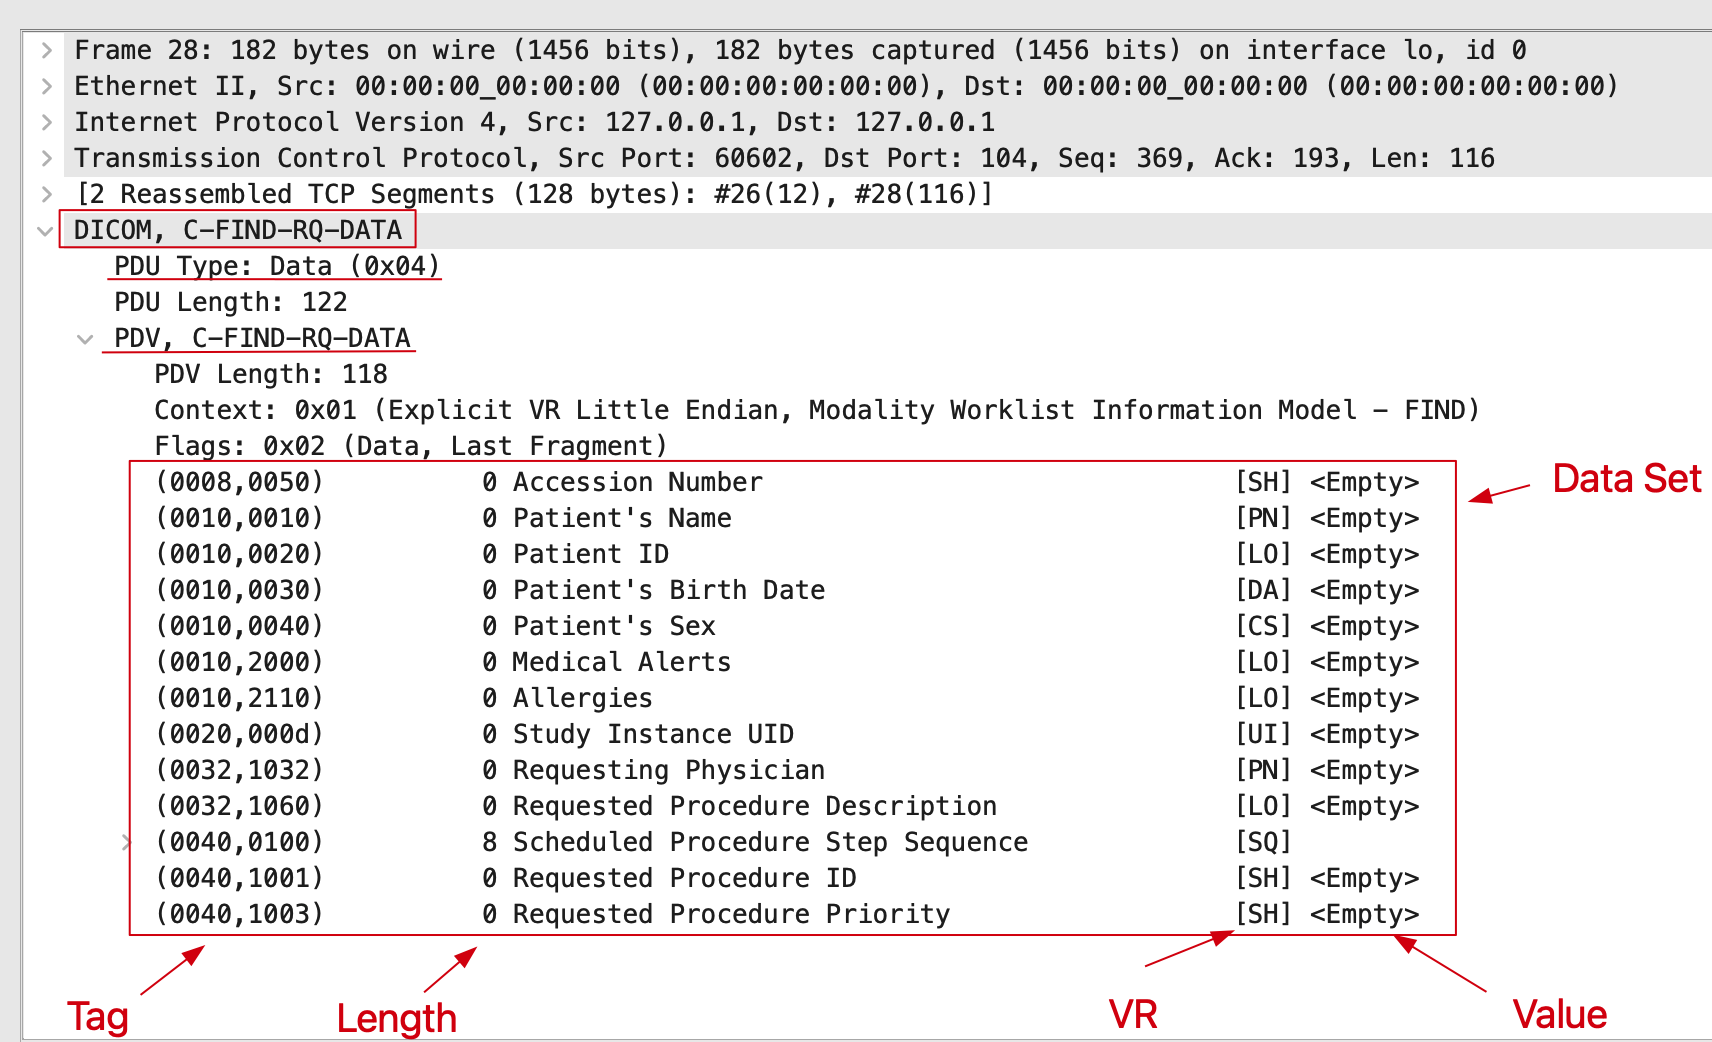 Frame 28: 182 bytes on wire (1456 bits), 182 bytes captured (1456 bits) on interface lo, id 0
Ethernet II, Src: 00:00:00_00:00:00 (00:00:00:00:00:00), Dst: 00:00:00_00:00:00 (00:00:00:00:00:00)
Internet Protocol Version 4, Src: 127.0.0.1, Dst: 127.0.0.1
Transmission Control Protocol, Src Port: 60602, Dst Port: 104, Seq: 369, Ack: 193, Len: 116
[2 Reassembled TCP Segments (128 bytes): #26(12), #28(116)]
DICOM, C-FIND-RQ-DATA
PDU Type: Data (0x04)
PDU Length: 122
PDV, C-FIND-RQ-DATA
PDV Length: 118
Context: 0x01 (Explicit VR Little Endian, Modality Worklist Information Model - FIND)
Flags: 0x02 (Data, Last Fragment)
(0008,0050) 0 Accession Number [SH] <Empty>
Data Set
(0010,0010) 0 Patient's Name [PN] <Empty>
(0010,0020) 0 Patient ID [LO] <Empty>
(0010,0030) 0 Patient's Birth Date [DA] <Empty>
(0010,0040) 0 Patient's Sex [CS] <Empty>
(0010,2000) 0 Medical Alerts [LO] <Empty>
(0010,2110) 0 Allergies [LO] <Empty>
(0020,000d) 0 Study Instance UID [UI] <Empty>
(0032,1032) 0 Requesting Physician [PN] <Empty>
(0032,1060) 0 Requested Procedure Description [LO] <Empty>
(0040,0100) 8 Scheduled Procedure Step Sequence [SQ]
(0040,1001) 0 Requested Procedure ID [SH] <Empty>
(0040,1003) 0 Requested Procedure Priority [SH] <Empty>
Tag Length VR Value